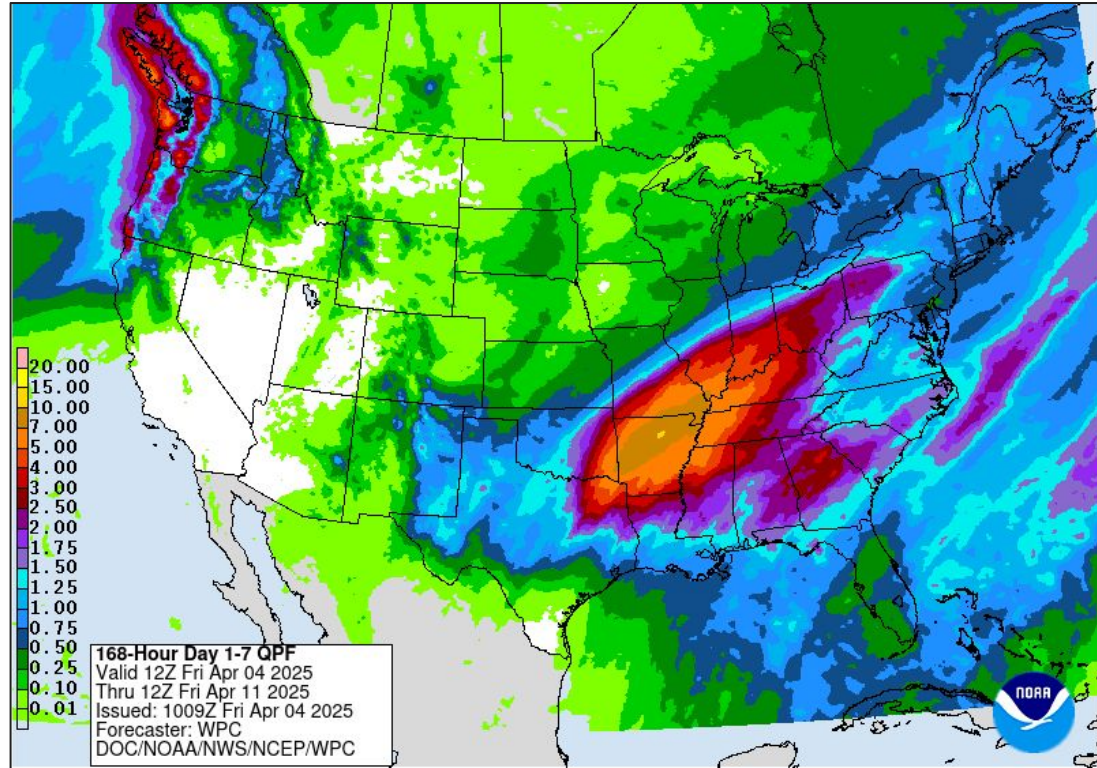 20.00
15.00
10.00
7.00
5.00
4.00
3.00
2.50
2.00
1.75
1.50
1.25
1.00
0.75
0.50
0.25
0.10
0.01
168-Hour Day 1-7 QPF
Valid 12Z Fri Apr 04 2025
Thru 12Z Fri Apr 11 2025
Issued: 1009Z Fri Apr 04 2025
Forecaster: WPC
DOC/NOAA/NWS/NCEP/WPC
NOAA